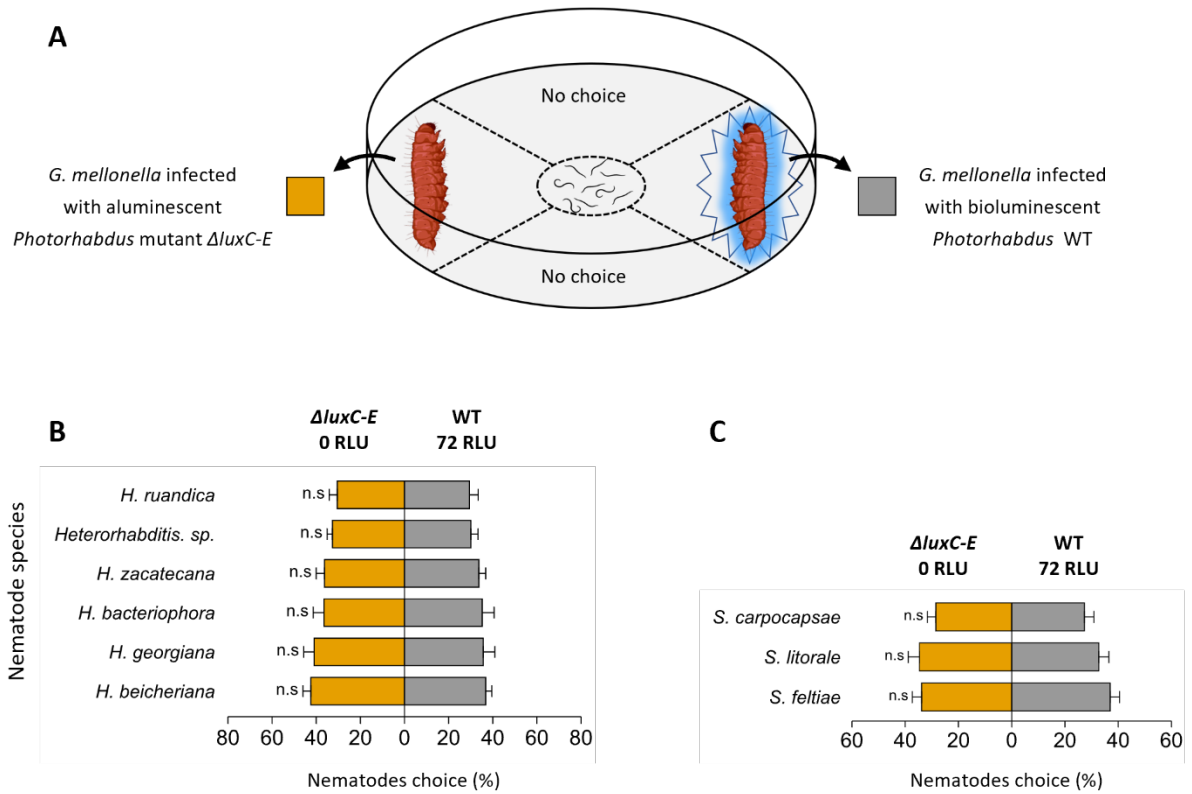 A
No choice
G. mellonella infected
with aluminescent
Photorhabdus mutant ΔluxC-E
G. mellonella infected
with bioluminescent
Photorhabdus WT
No choice
B
ΔluxC-E
0 RLU
WT
72 RLU
Nematode species
H. ruandica
n.s
Heterorhabditis. sp.
n.s
H. zacatecana
n.s
H. bacteriophora
n.s
H. georgiana
n.s
H. beicheriana
n.s
80 60 40 20 0 20 40 60 80
Nematodes choice (%)
C
ΔluxC-E
0 RLU
WT
72 RLU
S. carpocapsae
n.s
S. litorale
n.s
S. feltiae
n.s
60 40 20 0 20 40 60
Nematodes choice (%)